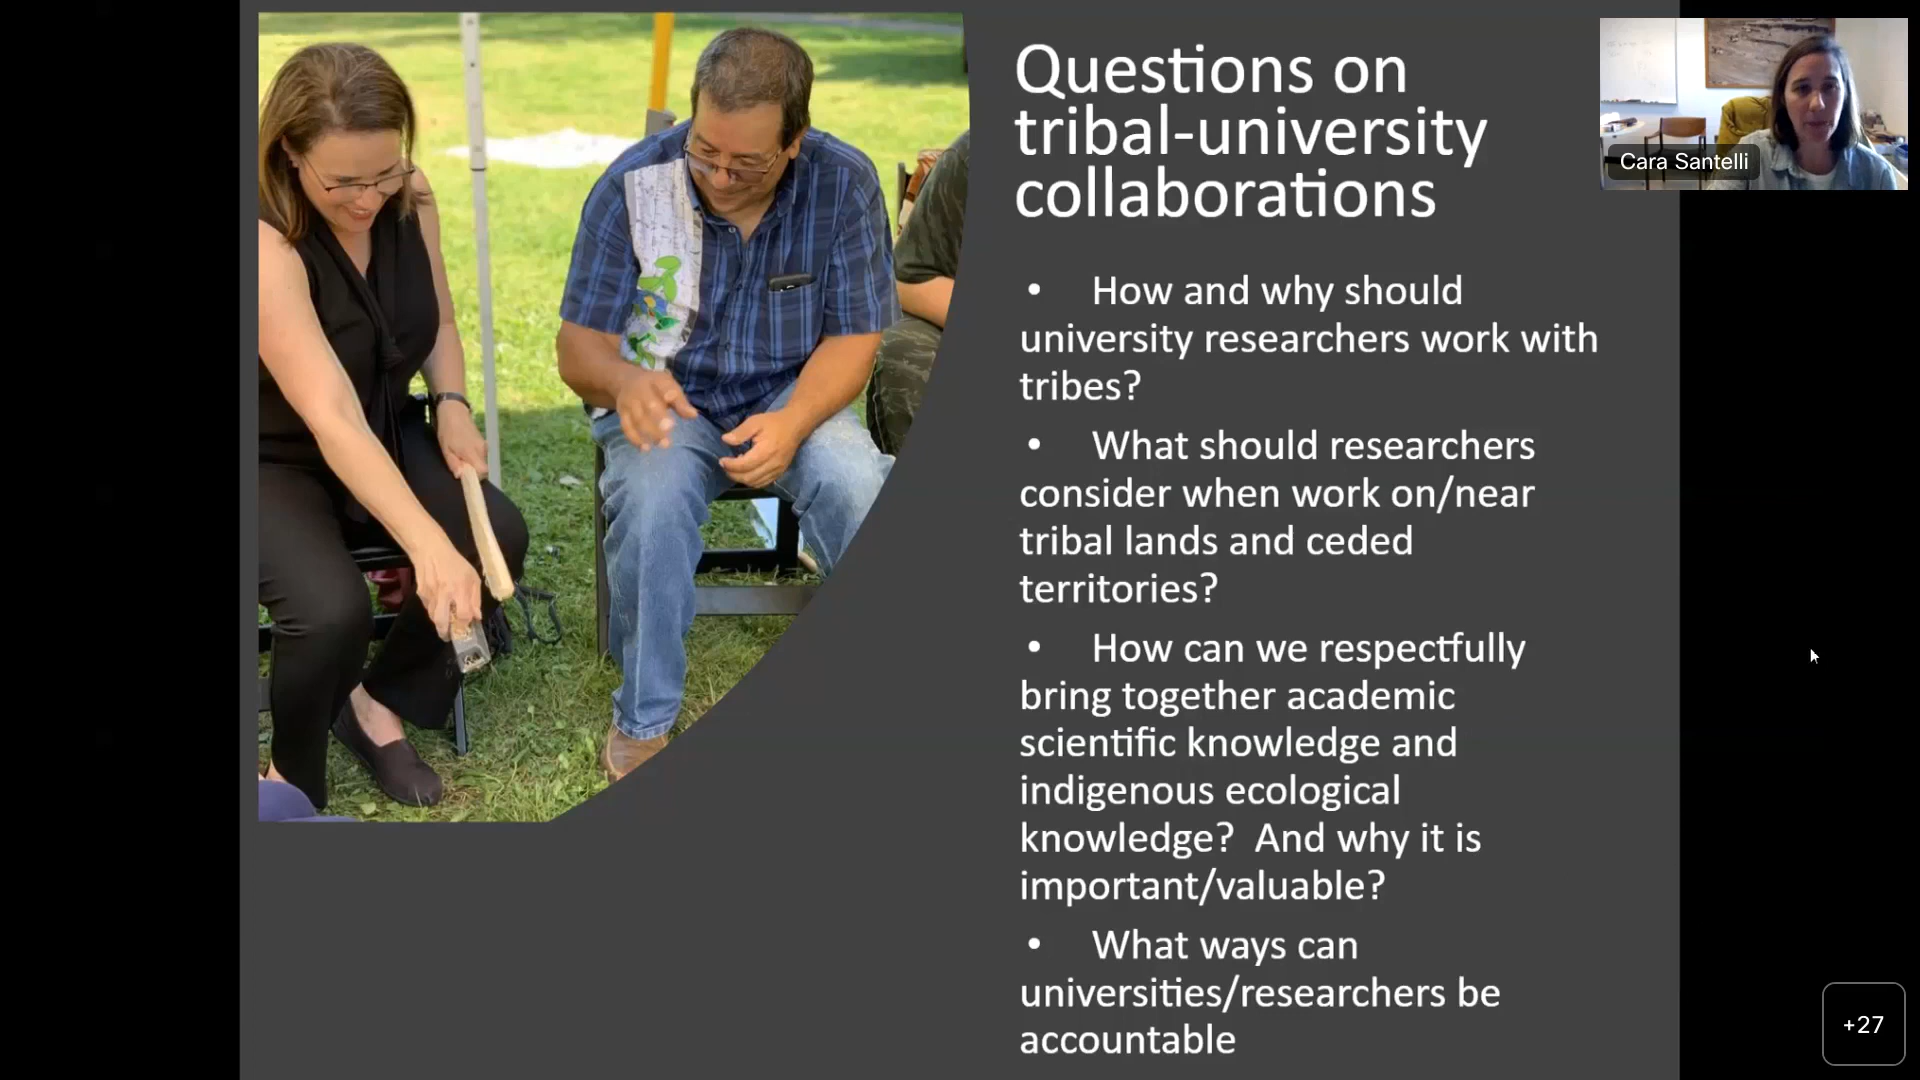 Questions on
tribal-university
collaborations
Cara Santelli
• How and why should
university researchers work with
tribes?
• What should researchers
consider when work on/near
tribal lands and ceded
territories?
• How can we respectfully
bring together academic
scientific knowledge and
indigenous ecological
knowledge?  And why it is
important/valuable?
• What ways can
universities/researchers be
accountable
+27